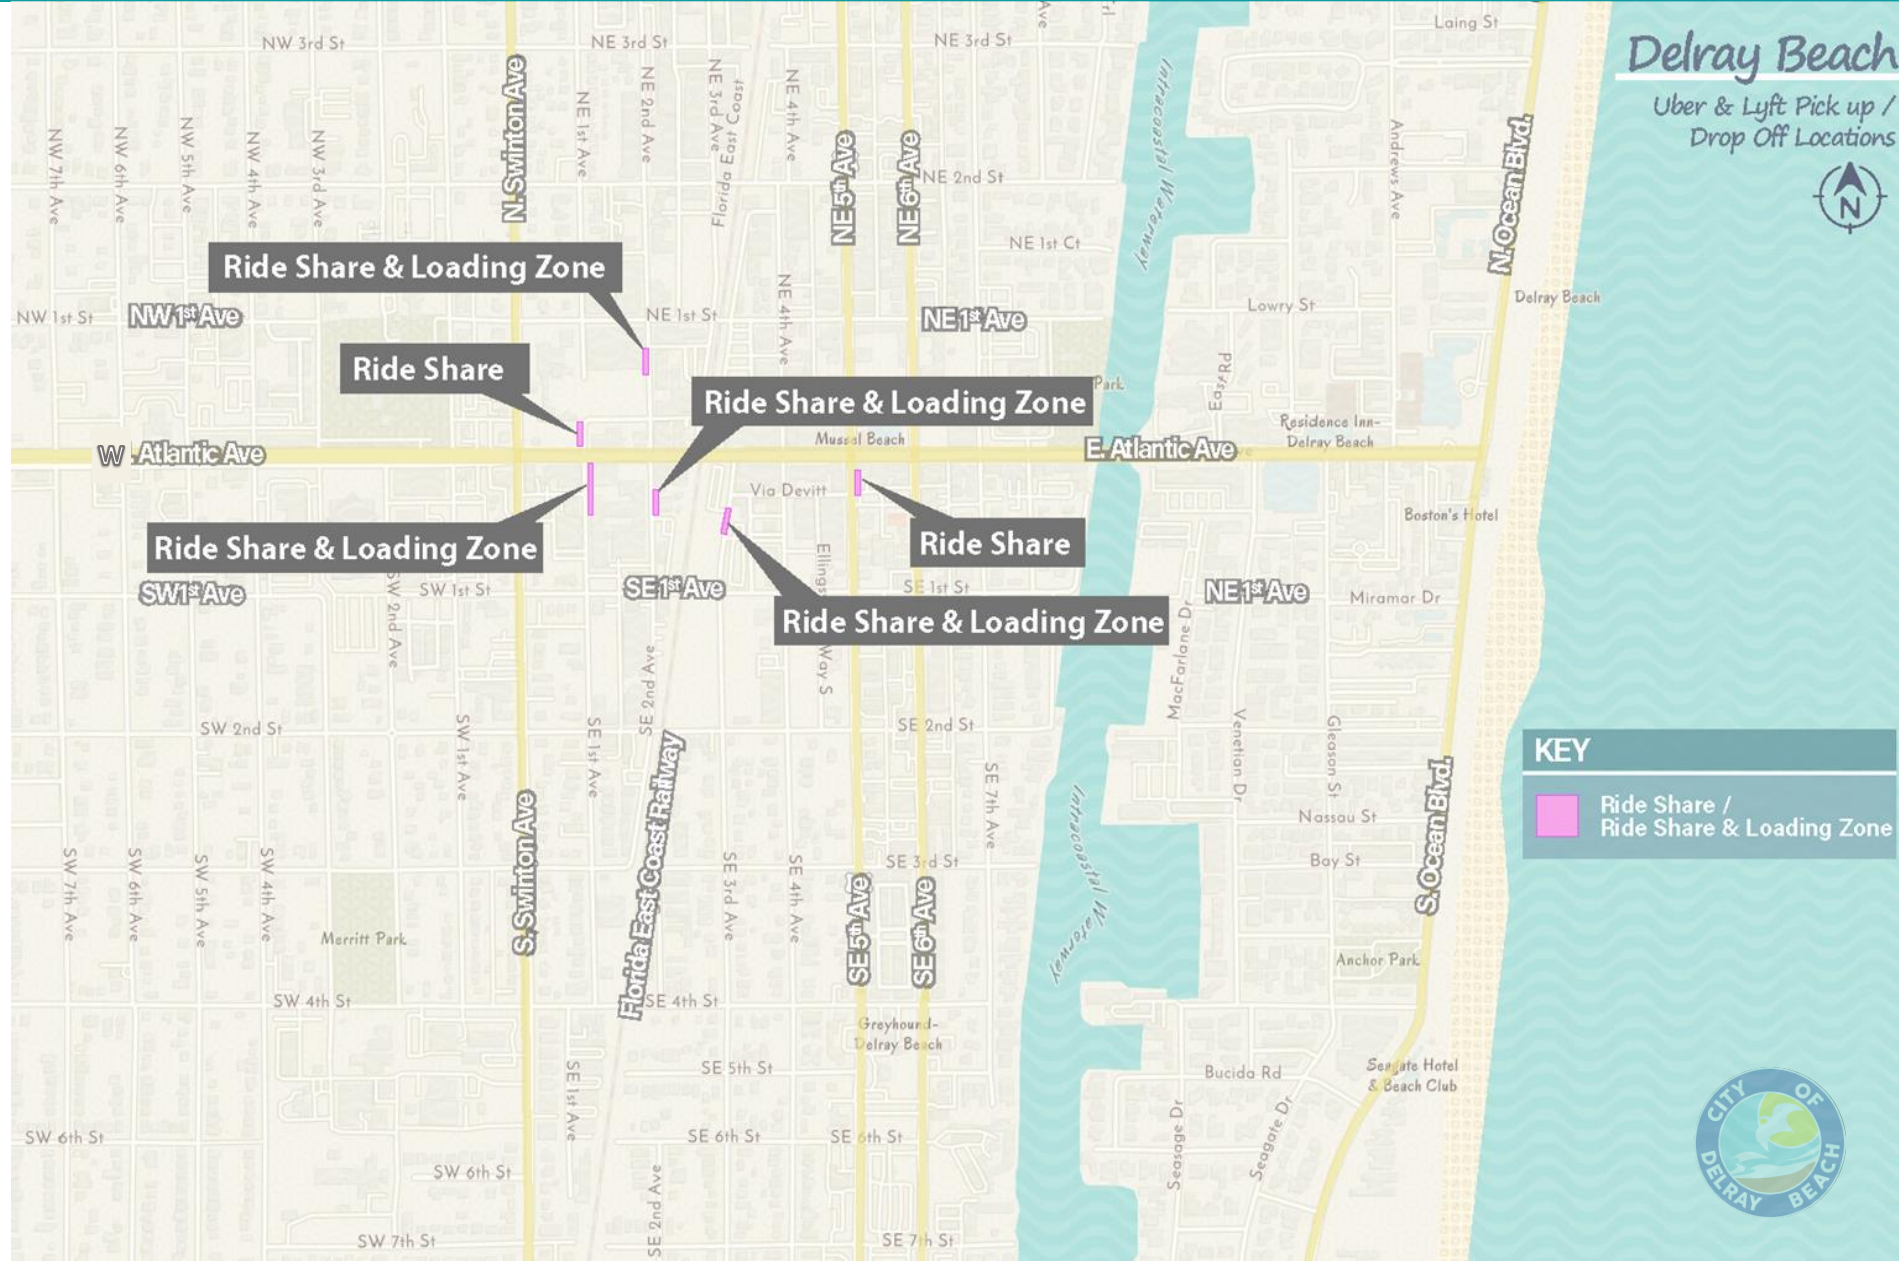 Delray Beach
Uber & Lyft Pick up /
Drop Off Locations
N
Laing St
NW 3rd St
NE 3rd St
NE 3rd St
Ave
N. Swinton Ave
NE 1st Ave
NE 2nd Ave
NE 3rd Ave
Florida East Coast
NE 4th Ave
NE 5th Ave
NE 6th Ave
Intracoastal Waterway
Andrews Ave
N. Ocean Blvd.
NW 7th Ave
NW 6th Ave
NW 5th Ave
NW 4th Ave
NW 3rd Ave
NE 2nd St
NE 1st Ct
Ride Share & Loading Zone
NW 1st St
NW 1st Ave
NE 1st St
NE 4th Ave
NE 1st Ave
Lowry St
Delray Beach
Ride Share
Ride Share & Loading Zone
Park
East Rd
Residence Inn-
Delray Beach
Mussel Beach
W. Atlantic Ave
E. Atlantic Ave
ve
Via Devitt
Boston's Hotel
Ride Share & Loading Zone
Ride Share
SW 1st Ave
SW 2nd Ave
SW 1st St
SE 1st Ave
Ellings
Way S
SE 1st St
NE 1st Ave
Miramar Dr
Ride Share & Loading Zone
MacFarlane Dr
SE 2nd Ave
SW 2nd St
SW 1st Ave
SE 1st Ave
SE 2nd St
Venetian Dr
Gleason St
KEY
Ride Share /
Ride Share & Loading Zone
Florida East Coast Railway
S. Swinton Ave
SE 7th Ave
Intracoastal Waterway
Nassau St
Bay St
S. Ocean Blvd.
SE 3rd St
SW 7th Ave
SW 6th Ave
SW 5th Ave
SW 4th Ave
SE 3rd Ave
SE 4th Ave
SE 5th Ave
SE 6th Ave
Merritt Park
Anchor Park
SW 4th St
SE 4th St
Greyhound-
Delray Beach
SE 5th St
SE 1st Ave
Bucida Rd
Seagate Hotel
& Beach Club
Seasage Dr
Seagate Dr
SW 6th St
SE 6th St
SE 6th St
SW 6th St
SE 2nd Ave
SW 7th St
SE 7th St
CITY OF
DELRAY BEACH